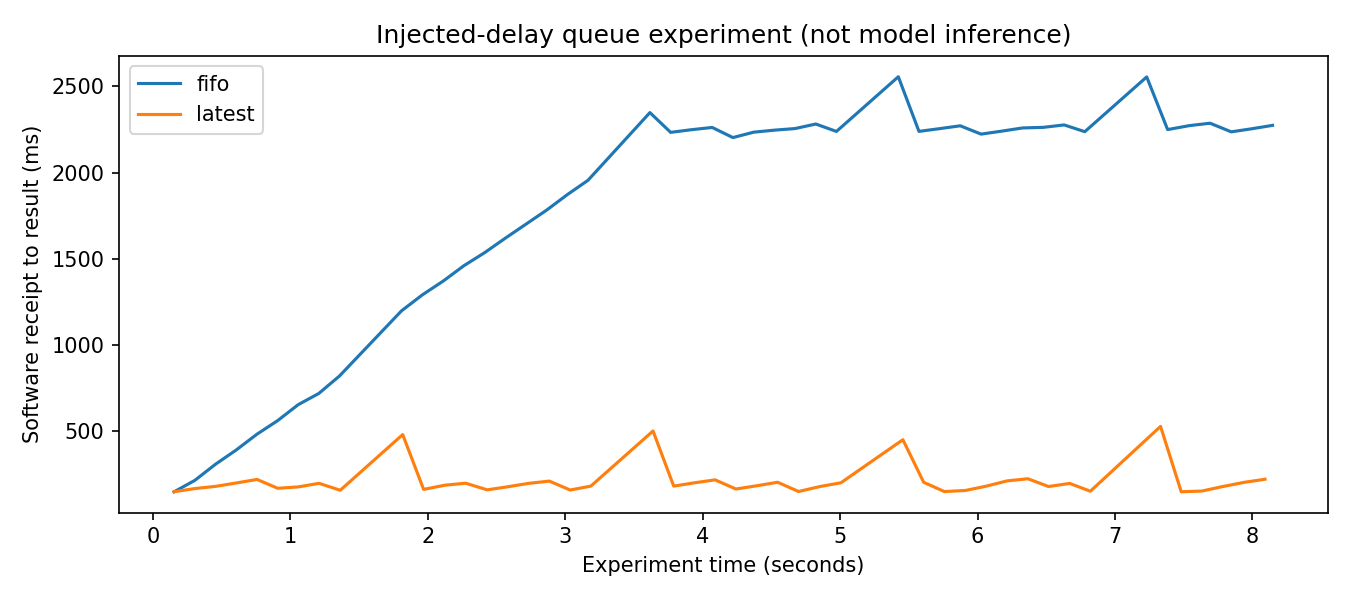 Injected-delay queue experiment (not model inference)
fifo
latest
Software receipt to result (ms)
2500
2000
1500
1000
500
0 1 2 3 4 5 6 7 8
Experiment time (seconds)